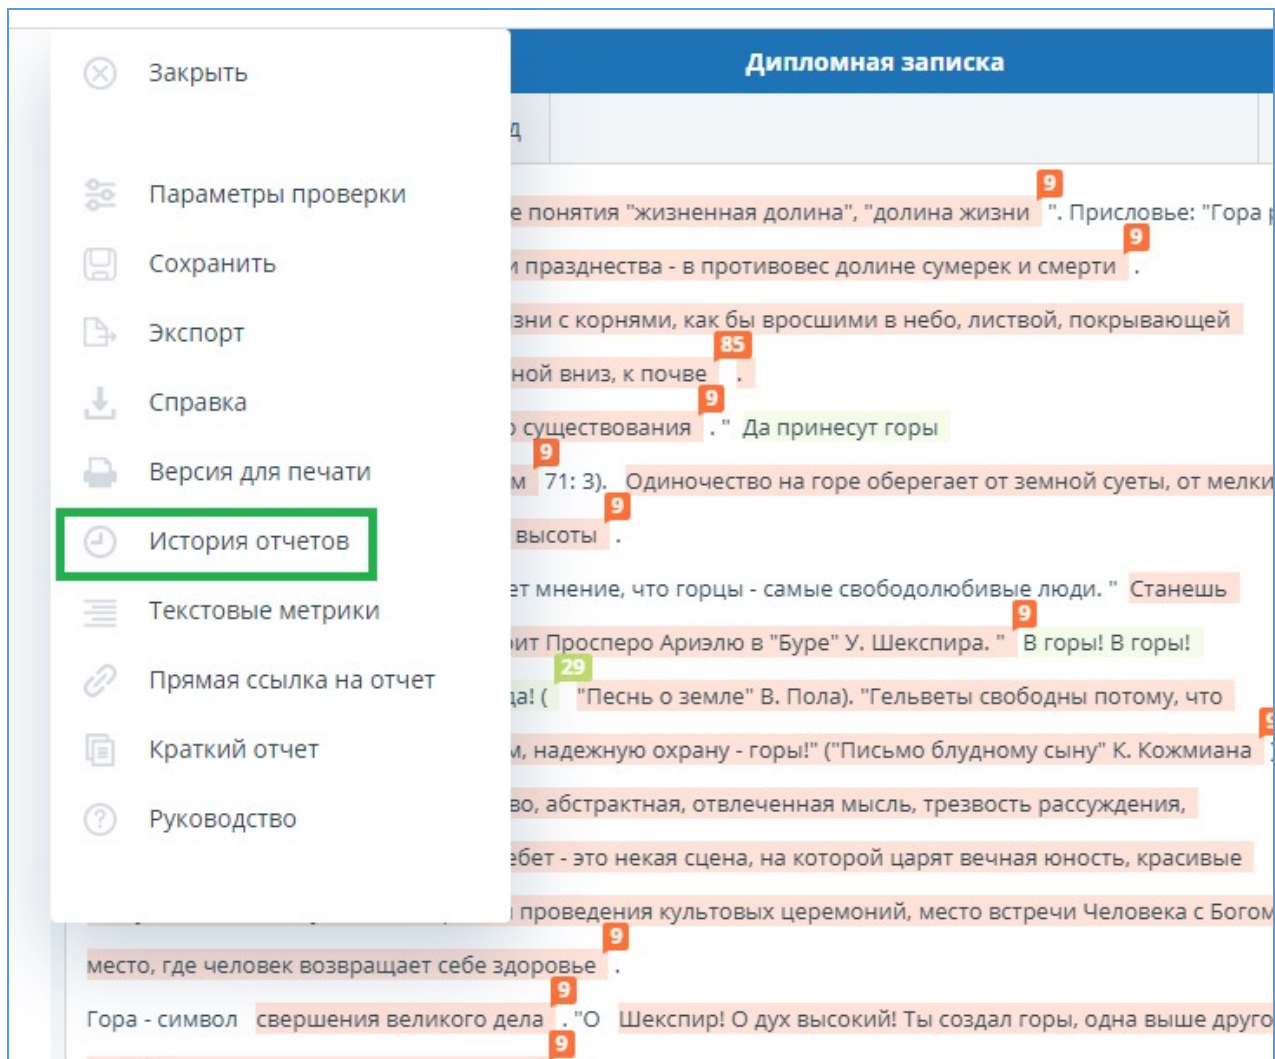 Закрыть
Параметры проверки
Сохранить
Экспорт
Справка
Версия для печати
История отчетов
Текстовые метрики
Прямая ссылка на отчет
Краткий отчет
Руководство
Дипломная записка
д
9
е понятия "жизненная долина", "долина жизни ". Присловье: "Гора
9
и празднества - в противовес долине сумерек и смерти .
зни с корнями, как бы вросшими в небо, листвой, покрывающей
85
ной вниз, к почве .
9
о существования . " Да принесут горы
9
м 71: 3). Одиночество на горе оберегает от земной суеты, от мелки
9
высоты .
ет мнение, что горцы - самые свободолюбивые люди. " Станешь
9
рит Просперо Ариэлю в "Буре" У. Шекспира. " В горы! В горы!
29
да! ( "Песнь о земле" В. Пола). "Гельветы свободны потому, что
9
м, надежную охрану - горы!" ("Письмо блудному сыну" К. Кожмиана )
во, абстрактная, отвлеченная мысль, трезвость рассуждения,
ебет - это некая сцена, на которой царят вечная юность, красивые
проведения культовых церемоний, место встречи Человека с Богом
9
место, где человек возвращает себе здоровье .
9
Гора - символ свершения великого дела . "О Шекспир! О дух высокий! Ты создал горы, одна выше друго
9